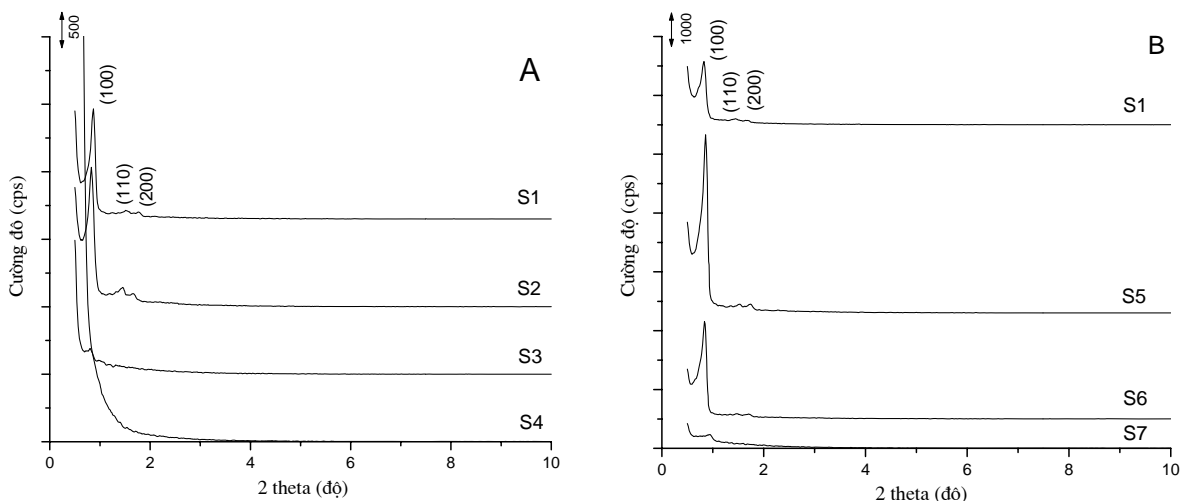 500
A
(100)
(110)
(200)
S1
S2
S3
S4
Cường đô (cps)
0 2 4 6 8 10
2 theta (độ)
1000
B
(100)
(110)
(200)
S1
S5
S6
S7
Cường độ (cps)
0 2 4 6 8 10
2 theta (đô)